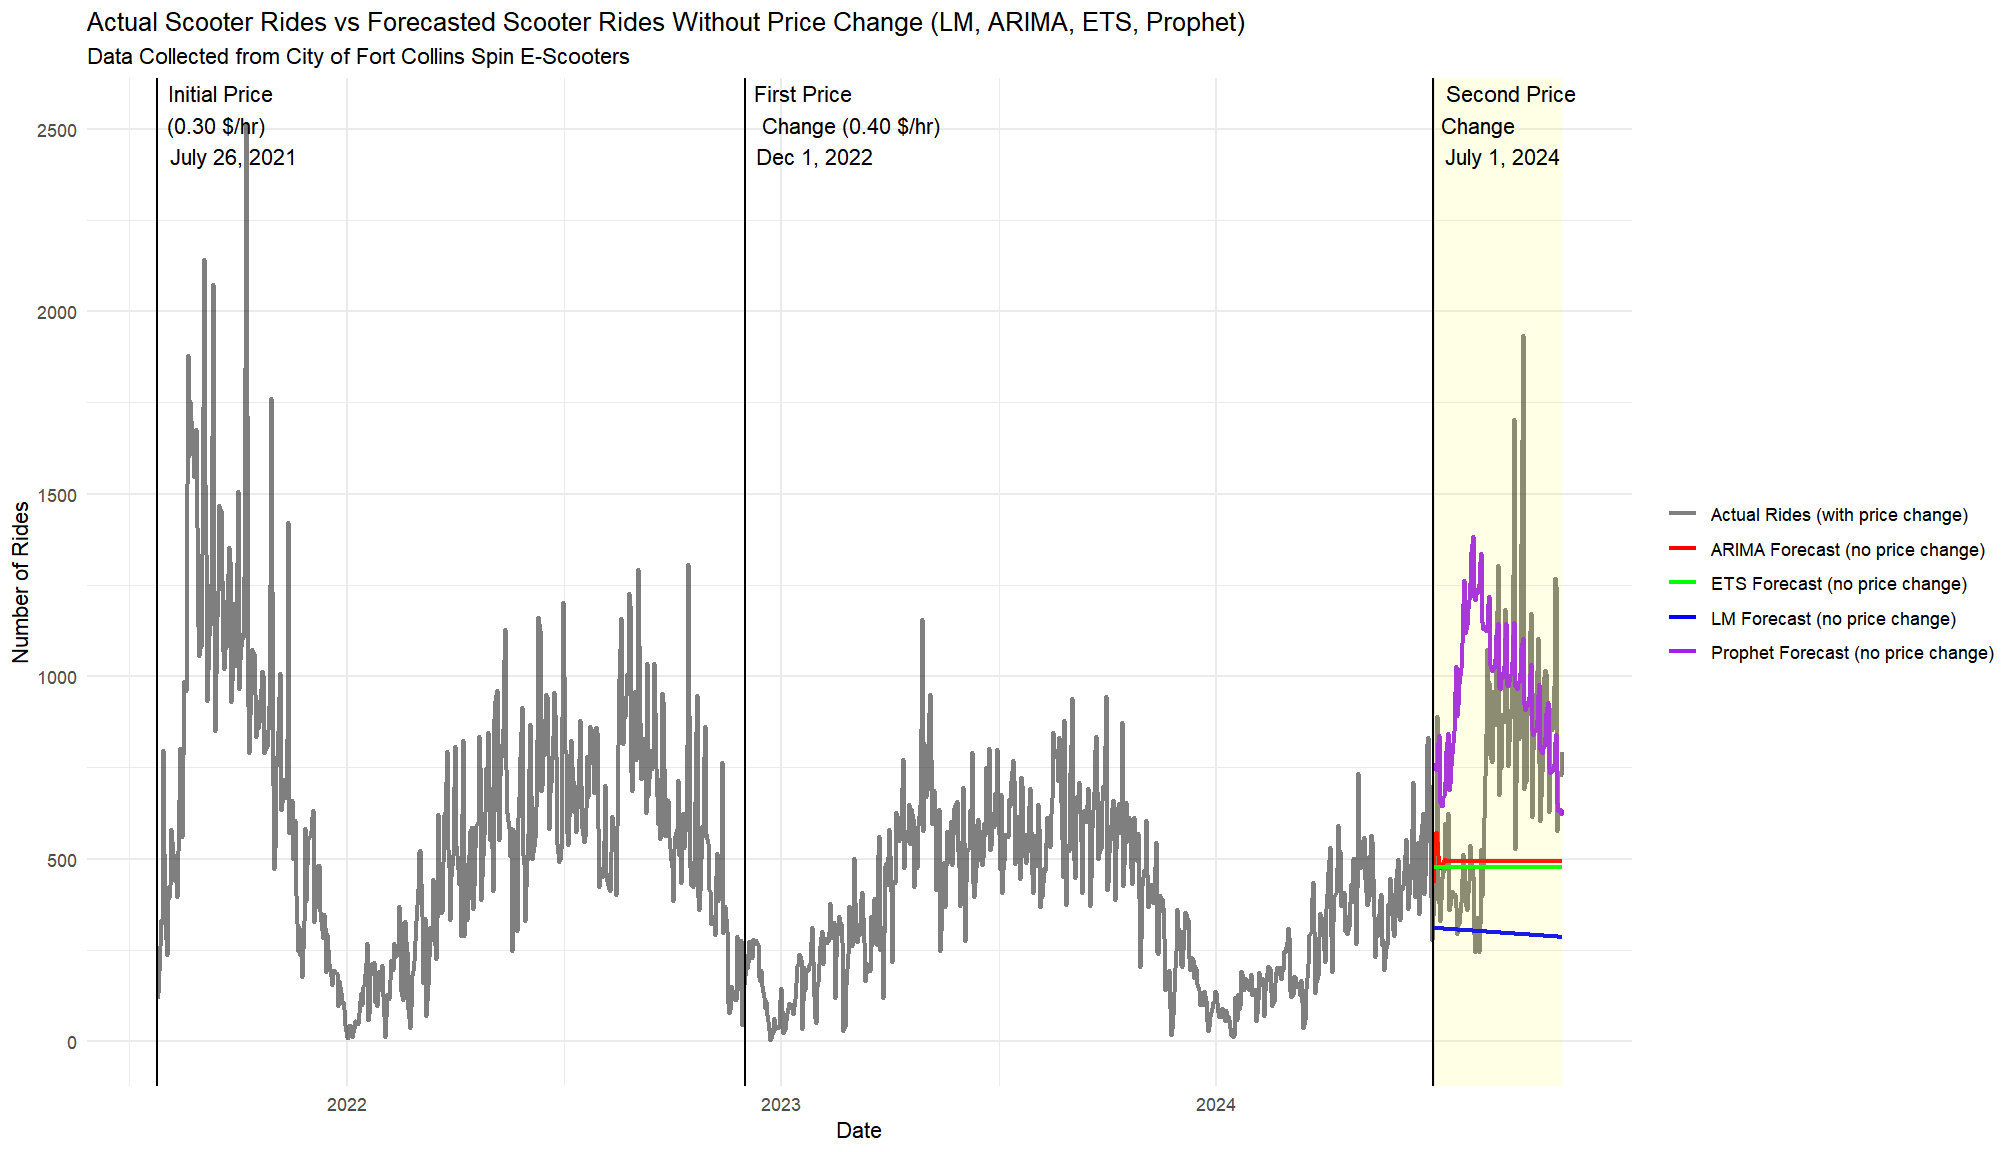 Actual Scooter Rides vs Forecasted Scooter Rides Without Price Change (LM, ARIMA, ETS, Prophet)
Data Collected from City of Fort Collins Spin E-Scooters
Initial Price
(0.30 $/hr)
July 26, 2021
First Price
Change (0.40 $/hr)
Dec 1, 2022
Second Price
Change
July 1, 2024
Number of Rides
2500
2000
1500
1000
500
0
2022
2023
2024
Date
Actual Rides (with price change)
ARIMA Forecast (no price change)
ETS Forecast (no price change)
LM Forecast (no price change)
Prophet Forecast (no price change)